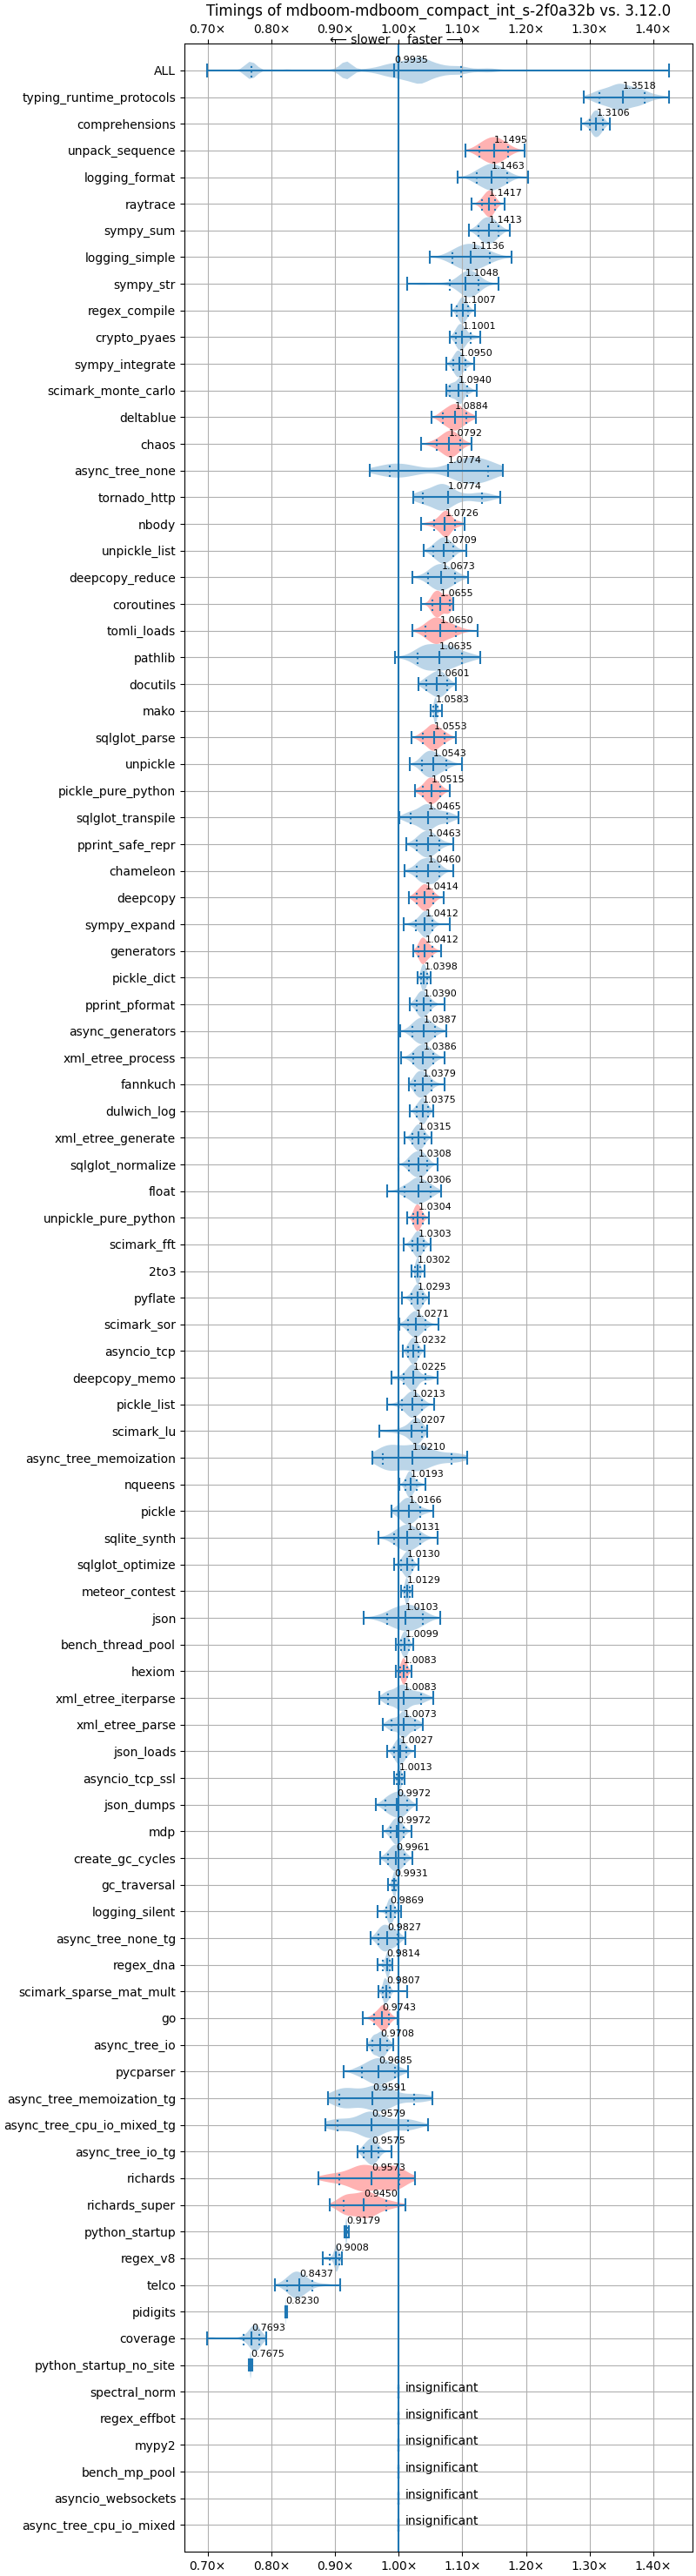 Timings of mdboom-mdboom_compact_int_s-2f0a32b vs. 3.12.0
0.70× 0.80× 0.90× 1.00× 1.10× 1.20× 1.30× 1.40×
⟵ slower faster ⟶
ALL 0.9935
typing_runtime_protocols 1.3518
comprehensions 1.3106
unpack_sequence 1.1495
logging_format 1.1463
raytrace 1.1417
sympy_sum 1.1413
logging_simple 1.1136
sympy_str 1.1048
regex_compile 1.1007
crypto_pyaes 1.1001
sympy_integrate 1.0950
scimark_monte_carlo 1.0940
deltablue 1.0884
chaos 1.0792
async_tree_none 1.0774
tornado_http 1.0774
nbody 1.0726
unpickle_list 1.0709
deepcopy_reduce 1.0673
coroutines 1.0655
tomli_loads 1.0650
pathlib 1.0635
docutils 1.0601
mako 1.0583
sqlglot_parse 1.0553
unpickle 1.0543
pickle_pure_python 1.0515
sqlglot_transpile 1.0465
pprint_safe_repr 1.0463
chameleon 1.0460
deepcopy 1.0414
sympy_expand 1.0412
generators 1.0412
pickle_dict 1.0398
pprint_pformat 1.0390
async_generators 1.0387
xml_etree_process 1.0386
fannkuch 1.0379
dulwich_log 1.0375
xml_etree_generate 1.0315
sqlglot_normalize 1.0308
float 1.0306
unpickle_pure_python 1.0304
scimark_fft 1.0303
2to3 1.0302
pyflate 1.0293
scimark_sor 1.0271
asyncio_tcp 1.0232
deepcopy_memo 1.0225
pickle_list 1.0213
scimark_lu 1.0207
async_tree_memoization 1.0210
nqueens 1.0193
pickle 1.0166
sqlite_synth 1.0131
sqlglot_optimize 1.0130
meteor_contest 1.0129
json 1.0103
bench_thread_pool 1.0099
hexiom 1.0083
xml_etree_iterparse 1.0083
xml_etree_parse 1.0073
json_loads 1.0027
asyncio_tcp_ssl 1.0013
json_dumps 0.9972
mdp 0.9972
create_gc_cycles 0.9961
gc_traversal 0.9931
logging_silent 0.9869
async_tree_none_tg 0.9827
regex_dna 0.9814
scimark_sparse_mat_mult 0.9807
go 0.9743
async_tree_io 0.9708
pycparser 0.9685
async_tree_memoization_tg 0.9591
async_tree_cpu_io_mixed_tg 0.9579
async_tree_io_tg 0.9575
richards 0.9573
richards_super 0.9450
python_startup 0.9179
regex_v8 0.9008
telco 0.8437
pidigits 0.8230
coverage 0.7693
python_startup_no_site 0.7675
spectral_norm insignificant
regex_effbot insignificant
mypy2 insignificant
bench_mp_pool insignificant
asyncio_websockets insignificant
async_tree_cpu_io_mixed insignificant
0.70× 0.80× 0.90× 1.00× 1.10× 1.20× 1.30× 1.40×